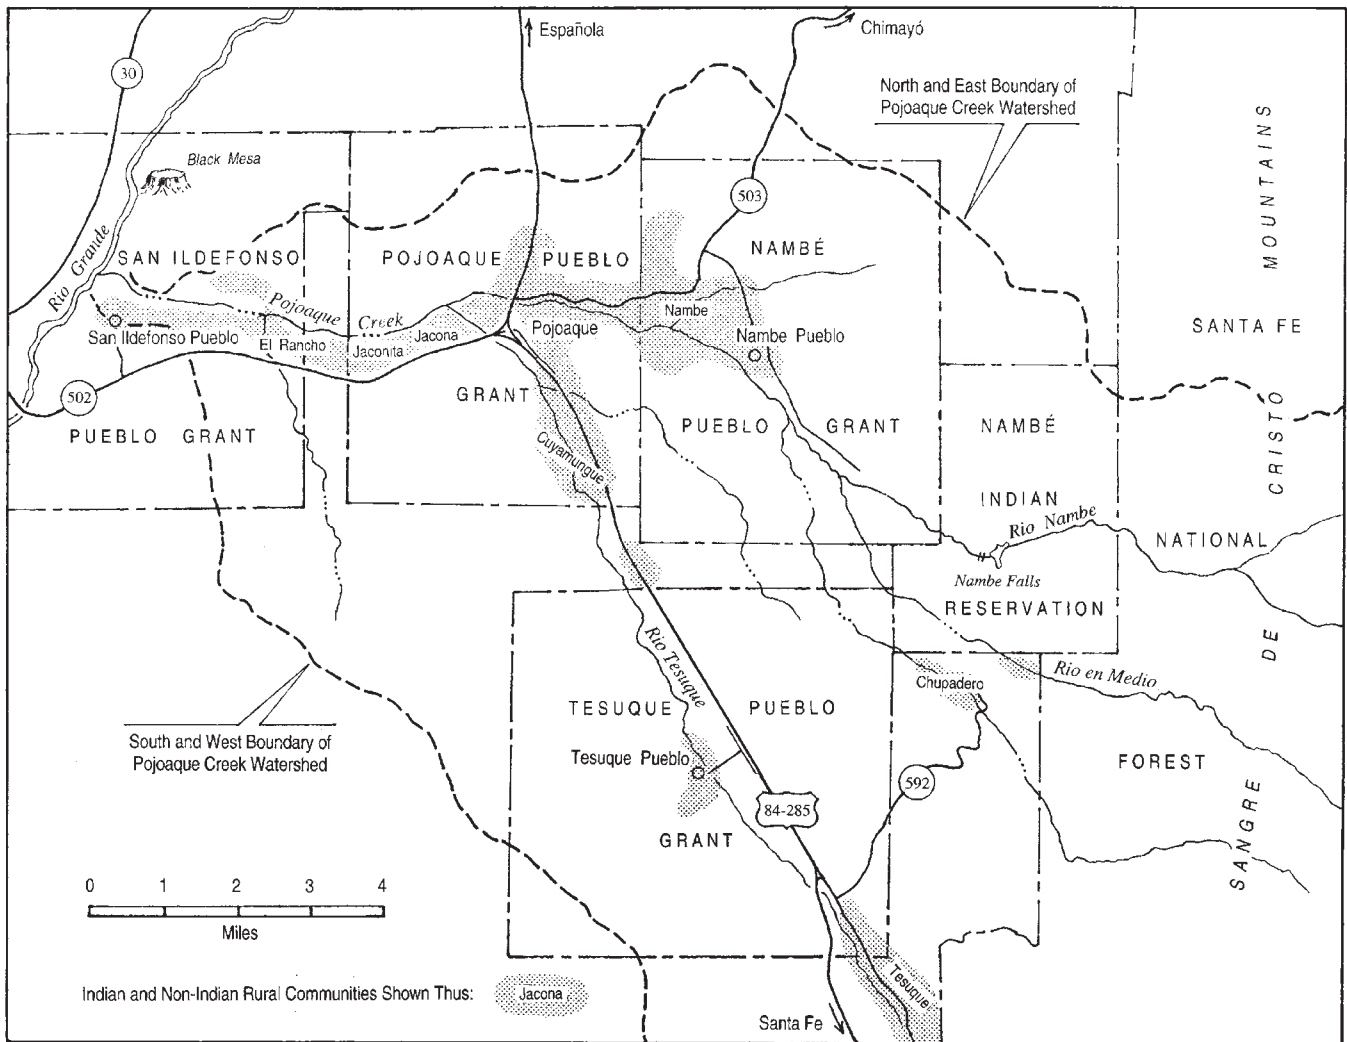 Española
Chimayó
30
North and East Boundary of
Pojoaque Creek Watershed
Black Mesa
503
Rio Grande
SAN ILDEFONSO
POJOAQUE PUEBLO
NAMBÉ
Pojoaque Creek
Nambe
San Ildefonso Pueblo
El Rancho
Jaconita
Jacona
Pojoaque
Nambe Pueblo
SANTA FE
502
GRANT
PUEBLO GRANT
PUEBLO GRANT
NAMBÉ
Cuyamungue
INDIAN
Rio Nambe
NATIONAL
Nambe Falls
RESERVATION
Rio Tesuque
Chupadero
Rio en Medio
TESUQUE PUEBLO
South and West Boundary of
Pojoaque Creek Watershed
Tesuque Pueblo
FOREST
592
84-285
GRANT
SANGRE DE CRISTO MOUNTAINS
0 1 2 3 4
Miles
Tesuque
Indian and Non-Indian Rural Communities Shown Thus: Jacona
Santa Fe